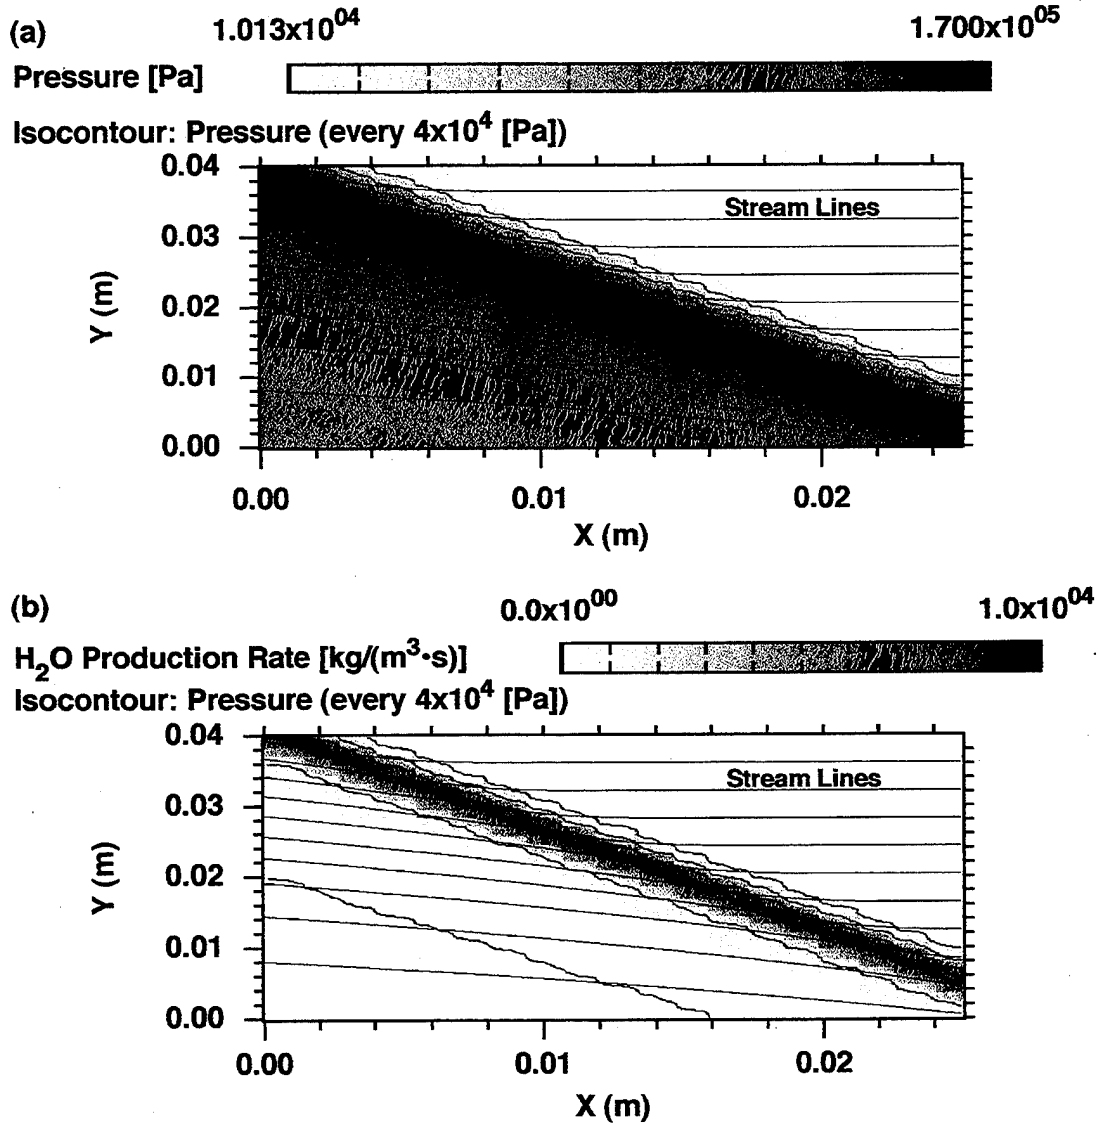 (a)
1.013x10^04 1.700x10^05
Pressure [Pa]
Isocontour: Pressure (every 4x10^4 [Pa])
0.04
Stream Lines
0.03
Y (m)
0.02
0.01
0.00
0.00 0.01 0.02
X (m)
(b)
0.0x10^00 1.0x10^04
H₂O Production Rate [kg/(m³·s)]
Isocontour: Pressure (every 4x10^4 [Pa])
0.04
Stream Lines
0.03
Y (m)
0.02
0.01
0.00
0.00 0.01 0.02
X (m)